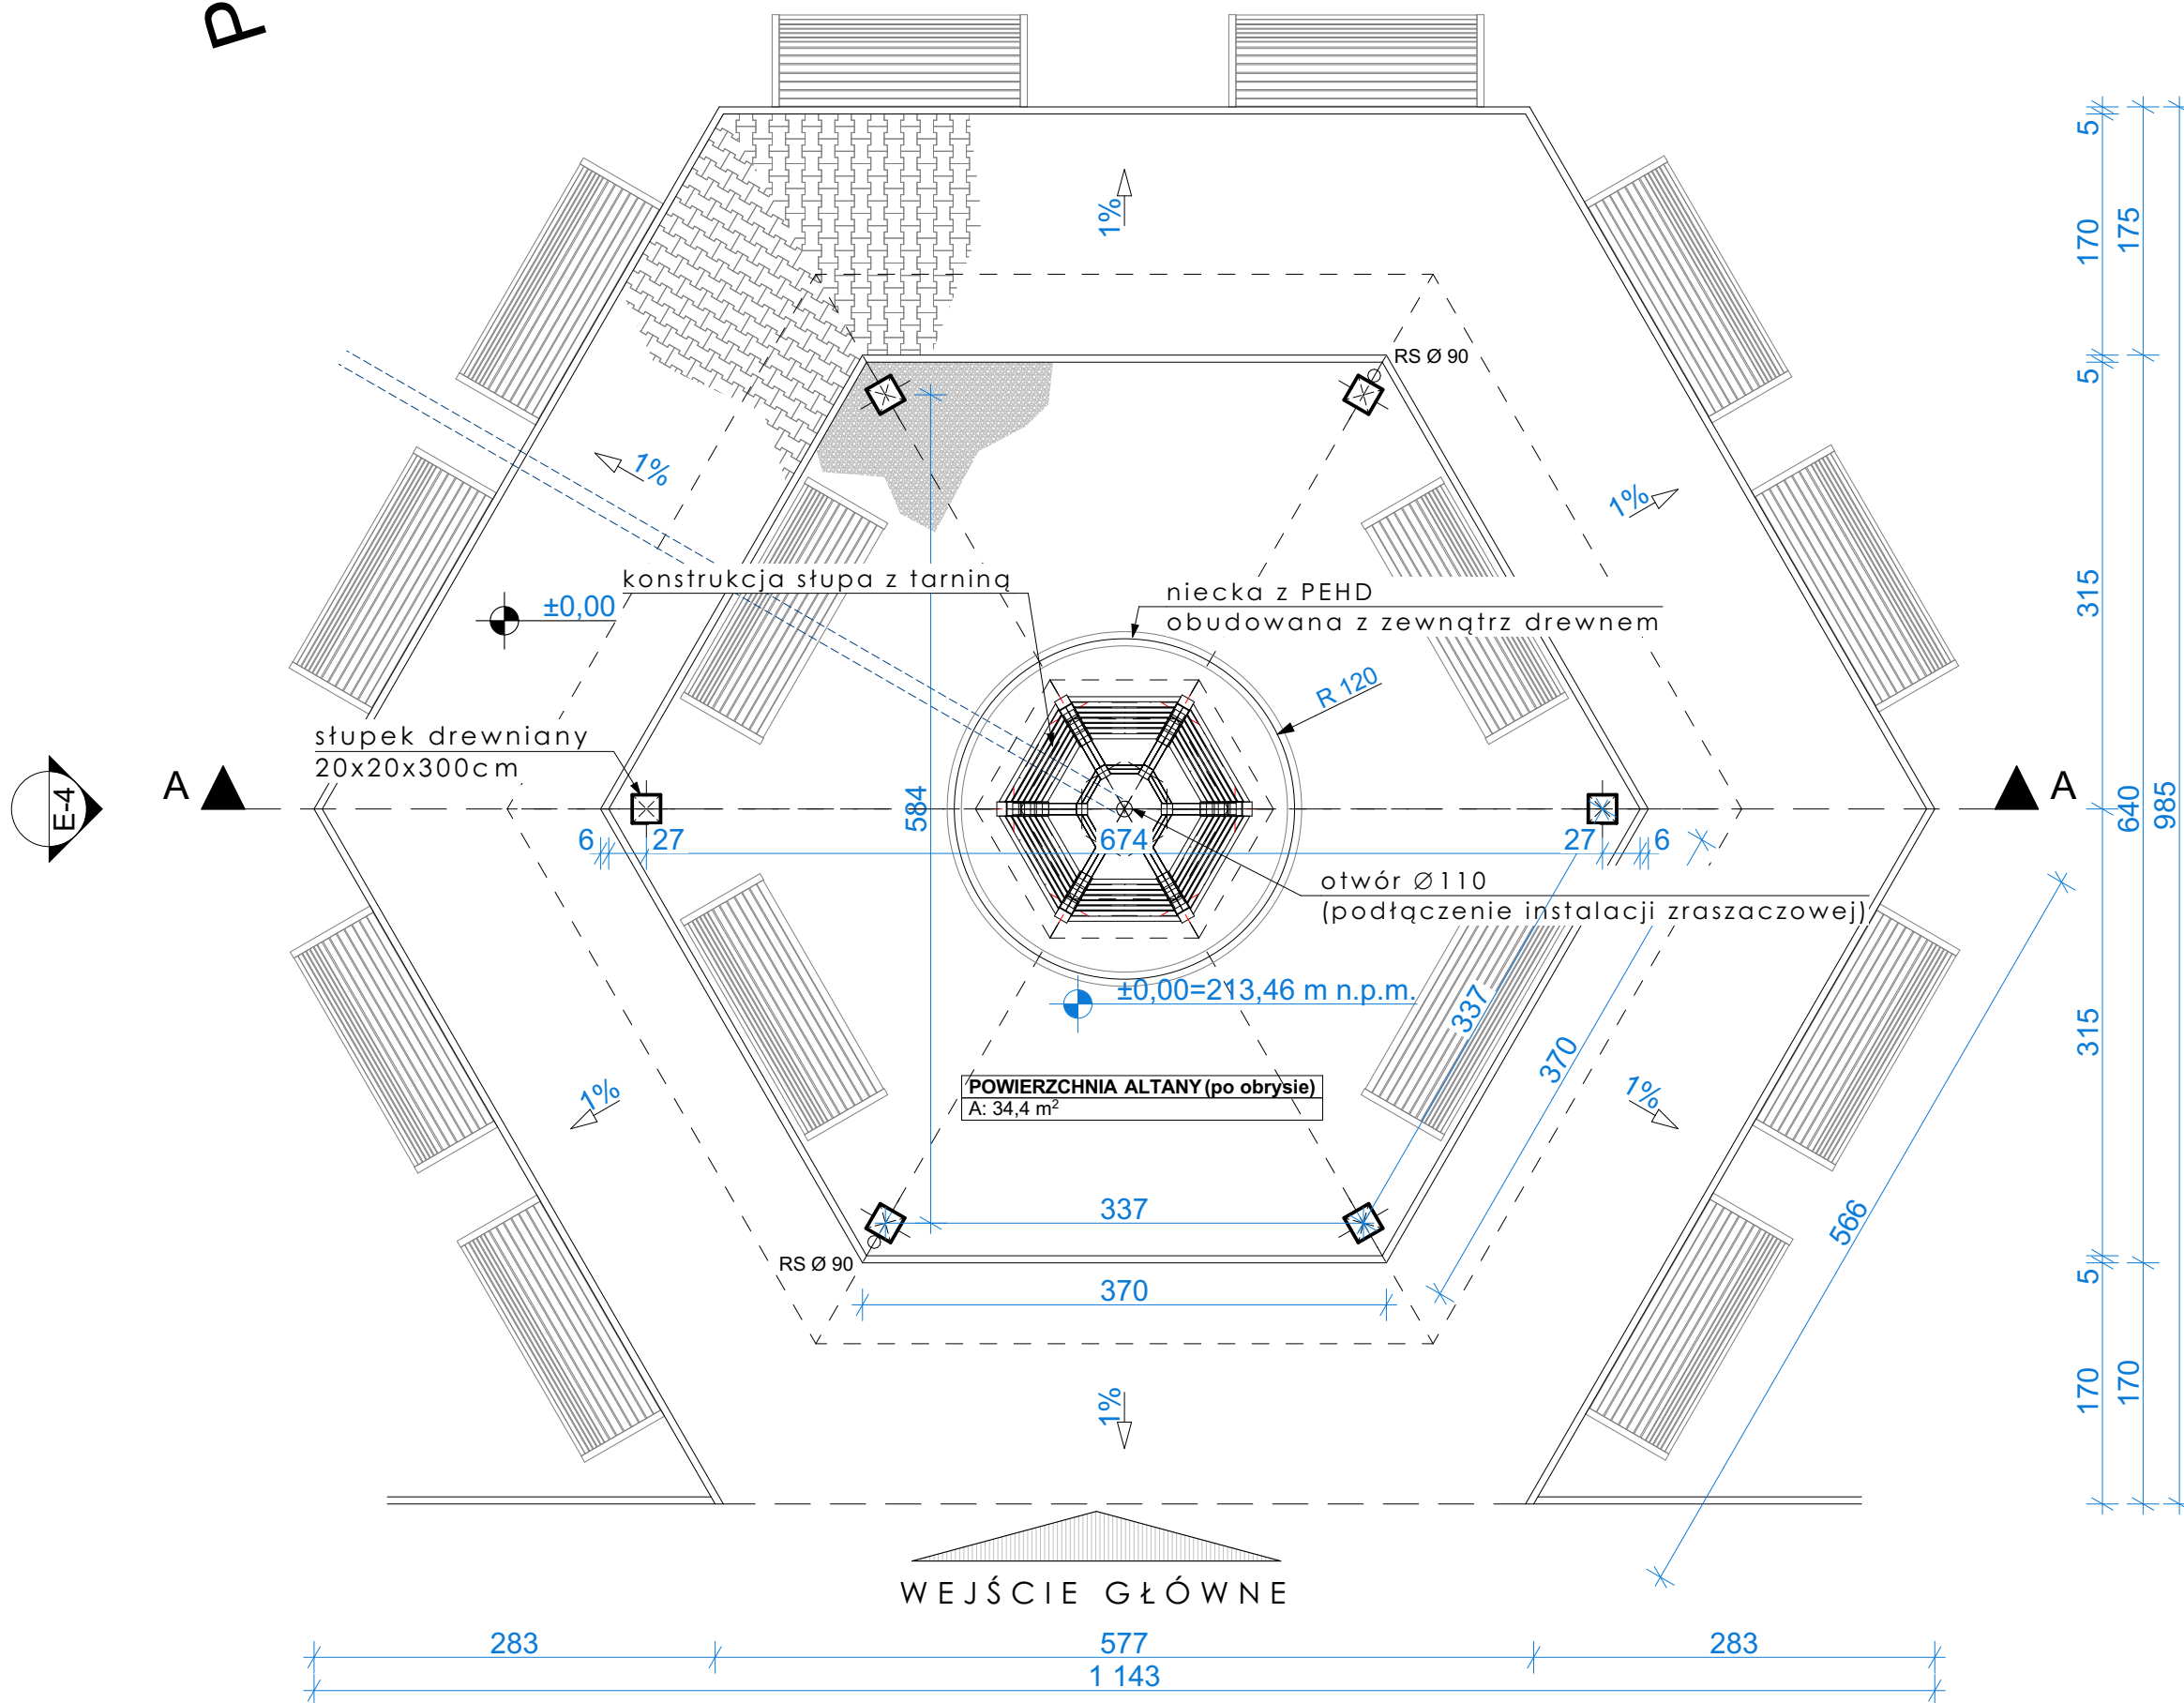 P
5
170
175
1%
5
RS Ø 90
1%
1%
konstrukcja słupa z tarniną
niecka z PEHD
obudowana z zewnątrz drewnem
±0,00
315
R 120
słupek drewniany
20x20x300cm
E-4
A
A
584
640
985
6
27
674
27
6
otwór Ø110
(podłączenie instalacji zraszaczowej)
±0,00=213,46 m n.p.m.
337
370
315
POWIERZCHNIA ALTANY (po obrysie)
A: 34,4 m²
1%
1%
337
566
RS Ø 90
370
5
1%
170
170
WEJŚCIE GŁÓWNE
283
577
283
1 143